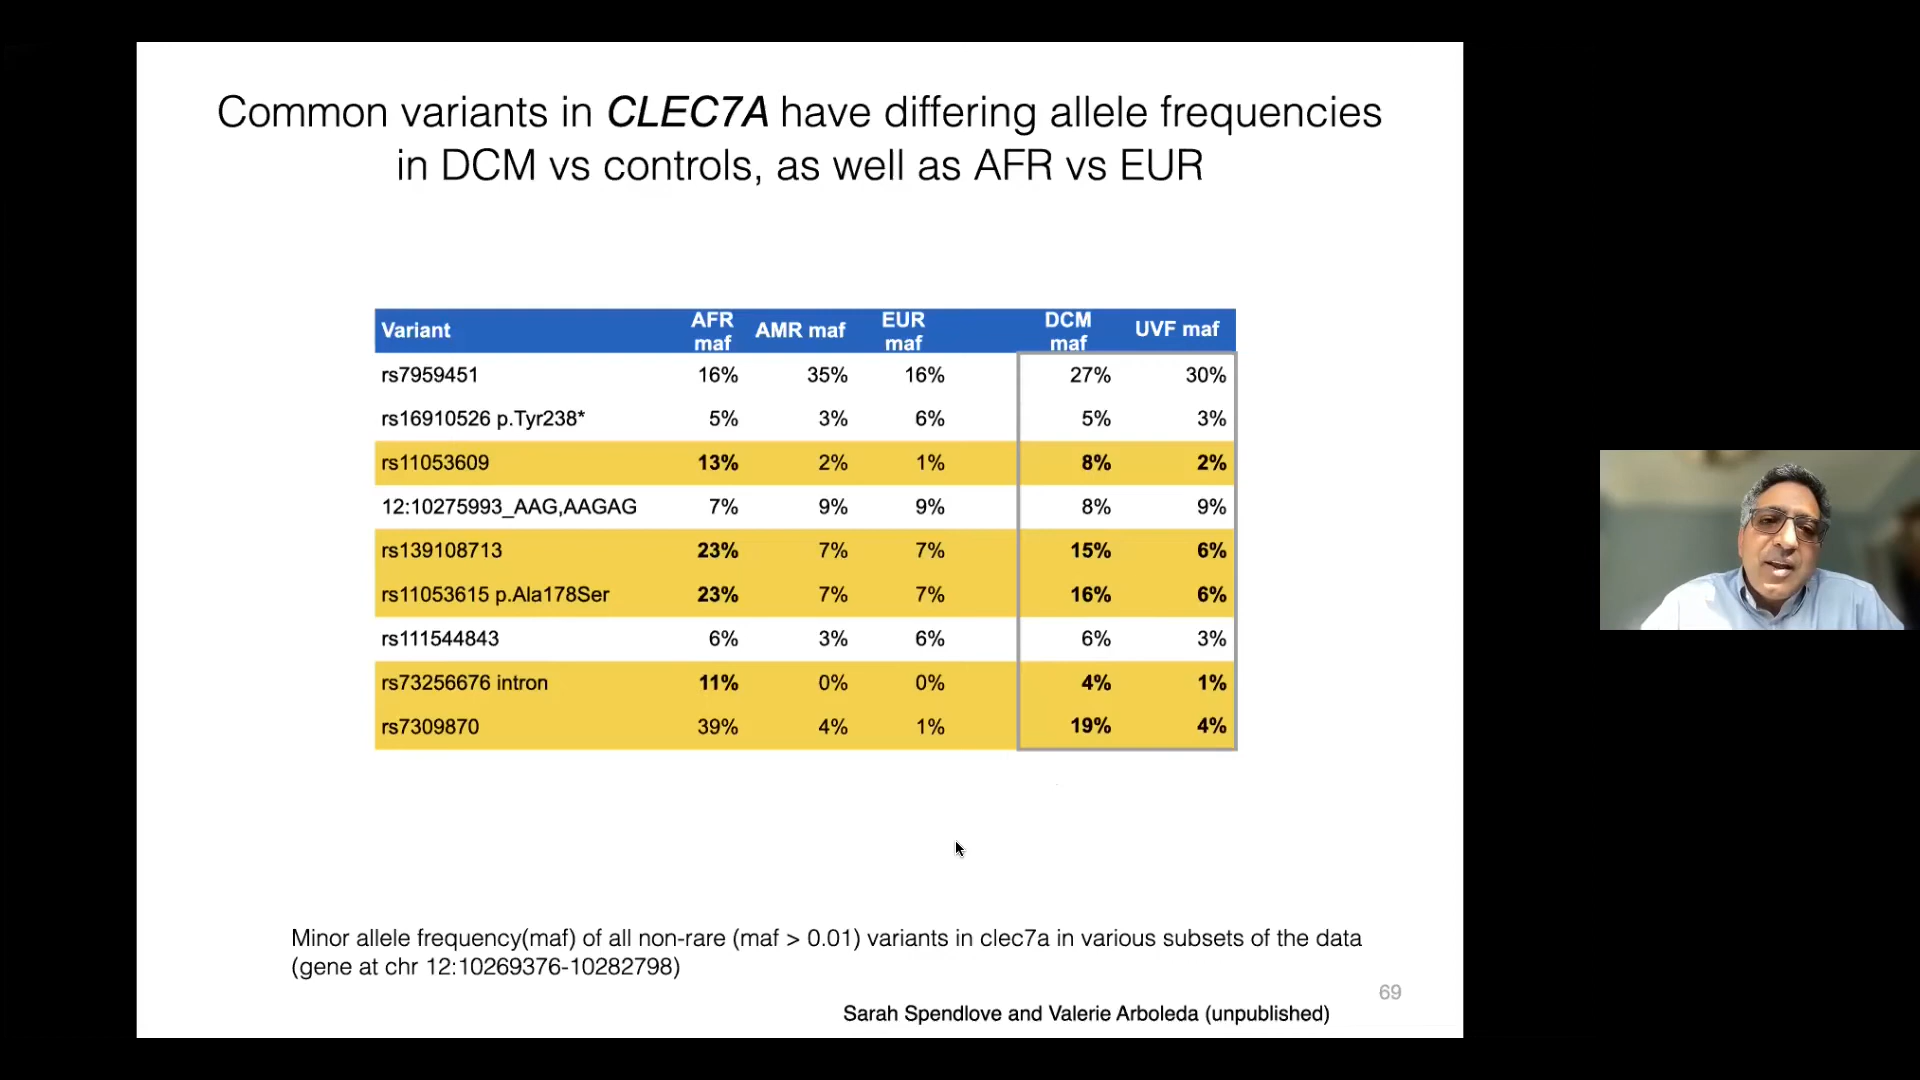 Common variants in CLEC7A have differing allele frequencies
in DCM vs controls, as well as AFR vs EUR
Variant AFR maf AMR maf EUR maf DCM maf UVF maf
rs7959451 16% 35% 16% 27% 30%
rs16910526 p.Tyr238* 5% 3% 6% 5% 3%
rs11053609 13% 2% 1% 8% 2%
12:10275993_AAG,AAGAG 7% 9% 9% 8% 9%
rs139108713 23% 7% 7% 15% 6%
rs11053615 p.Ala178Ser 23% 7% 7% 16% 6%
rs111544843 6% 3% 6% 6% 3%
rs73256676 intron 11% 0% 0% 4% 1%
rs7309870 39% 4% 1% 19% 4%
Minor allele frequency(maf) of all non-rare (maf > 0.01) variants in clec7a in various subsets of the data
(gene at chr 12:10269376-10282798)
69
Sarah Spendlove and Valerie Arboleda (unpublished)